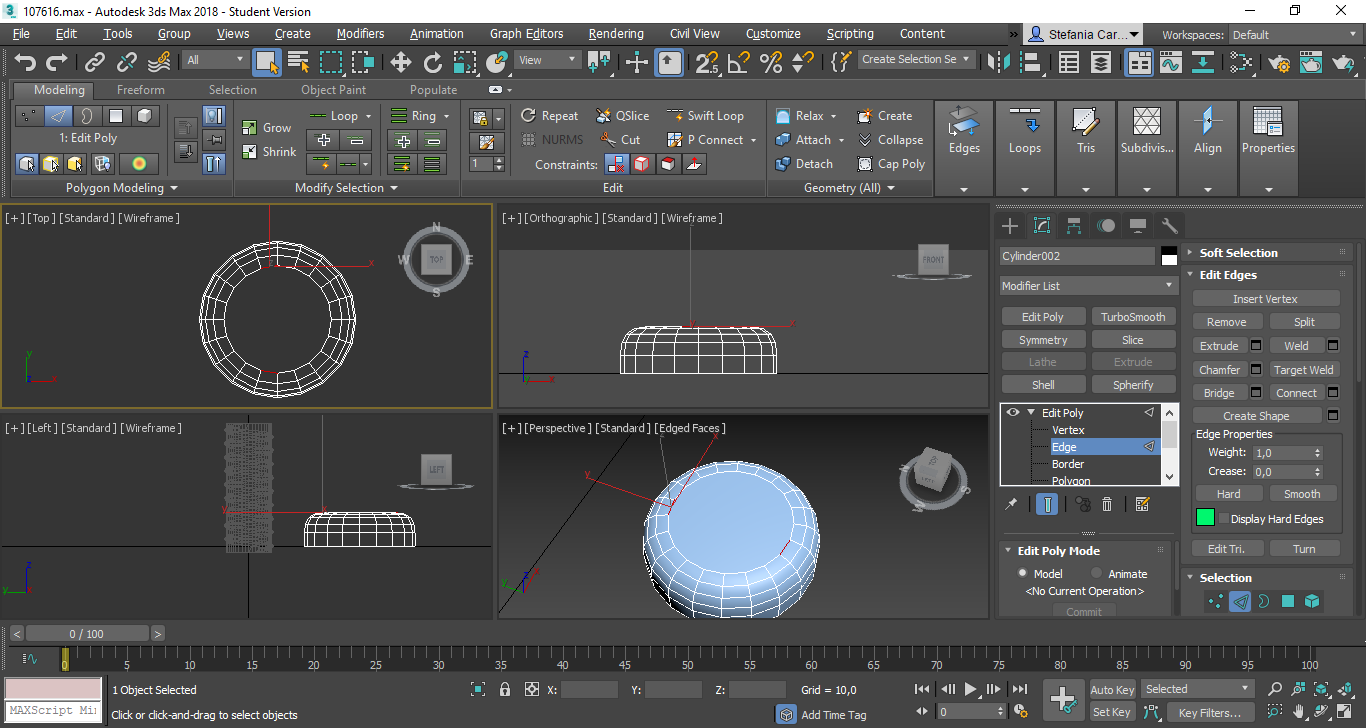 107616.max - Autodesk 3ds Max 2018 - Student Version
File Edit Tools Group Views Create Modifiers Animation Graph Editors Rendering Civil View Customize Scripting Content » Stefania Car... Workspaces: Default
All View Create Selection Se
Modeling Freeform Selection Object Paint Populate
1: Edit Poly
Polygon Modeling
Grow Loop Ring
Shrink
Modify Selection
1
Repeat QSlice Swift Loop
NURMS Cut P Connect
Constraints:
Edit
Relax Create
Attach Collapse
Detach Cap Poly
Geometry (All)
Edges Loops Tris Subdivis... Align Properties
[+] [Top] [Standard] [Wireframe]
N
W TOP E
S
x
y
z x
[+] [Orthographic] [Standard] [Wireframe]
FRONT
z
y x
z
y x
[+] [Left] [Standard] [Wireframe]
LEFT
y
z
y
[+] [Perspective] [Standard] [Edged Faces]
x
y
z
Cylinder002
Modifier List
Edit Poly TurboSmooth
Symmetry Slice
Lathe Extrude
Shell Spherify
Edit Poly
Vertex
Edge
Border
Polygon
Edit Poly Mode
Model Animate
<No Current Operation>
Commit
Soft Selection
Edit Edges
Insert Vertex
Remove Split
Extrude Weld
Chamfer Target Weld
Bridge Connect
Create Shape
Edge Properties
Weight: 1,0
Crease: 0,0
Hard Smooth
Display Hard Edges
Edit Tri. Turn
Selection
< 0 / 100 >
0 5 10 15 20 25 30 35 40 45 50 55 60 65 70 75 80 85 90 95 100
1 Object Selected X: Y: Z: Grid = 10,0 Auto Key Selected
MAXScript Mi
Click or click-and-drag to select objects Add Time Tag 0 Set Key Key Filters...